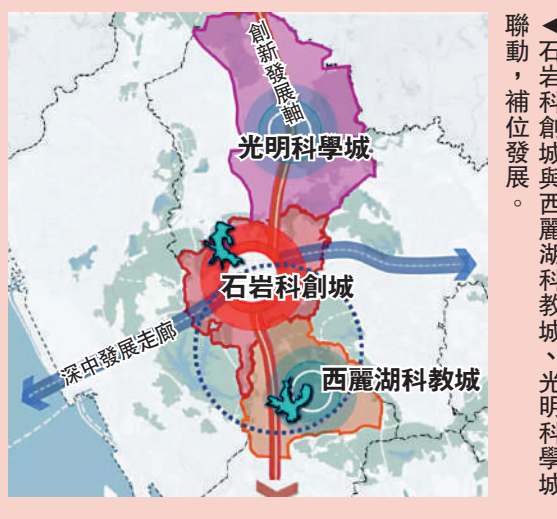 ◀石岩科創城與西麗湖科教城、光明科學城
聯動，補位發展。
創新發展軸
光明科學城
石岩科創城
深中發展走廊
西麗湖科教城